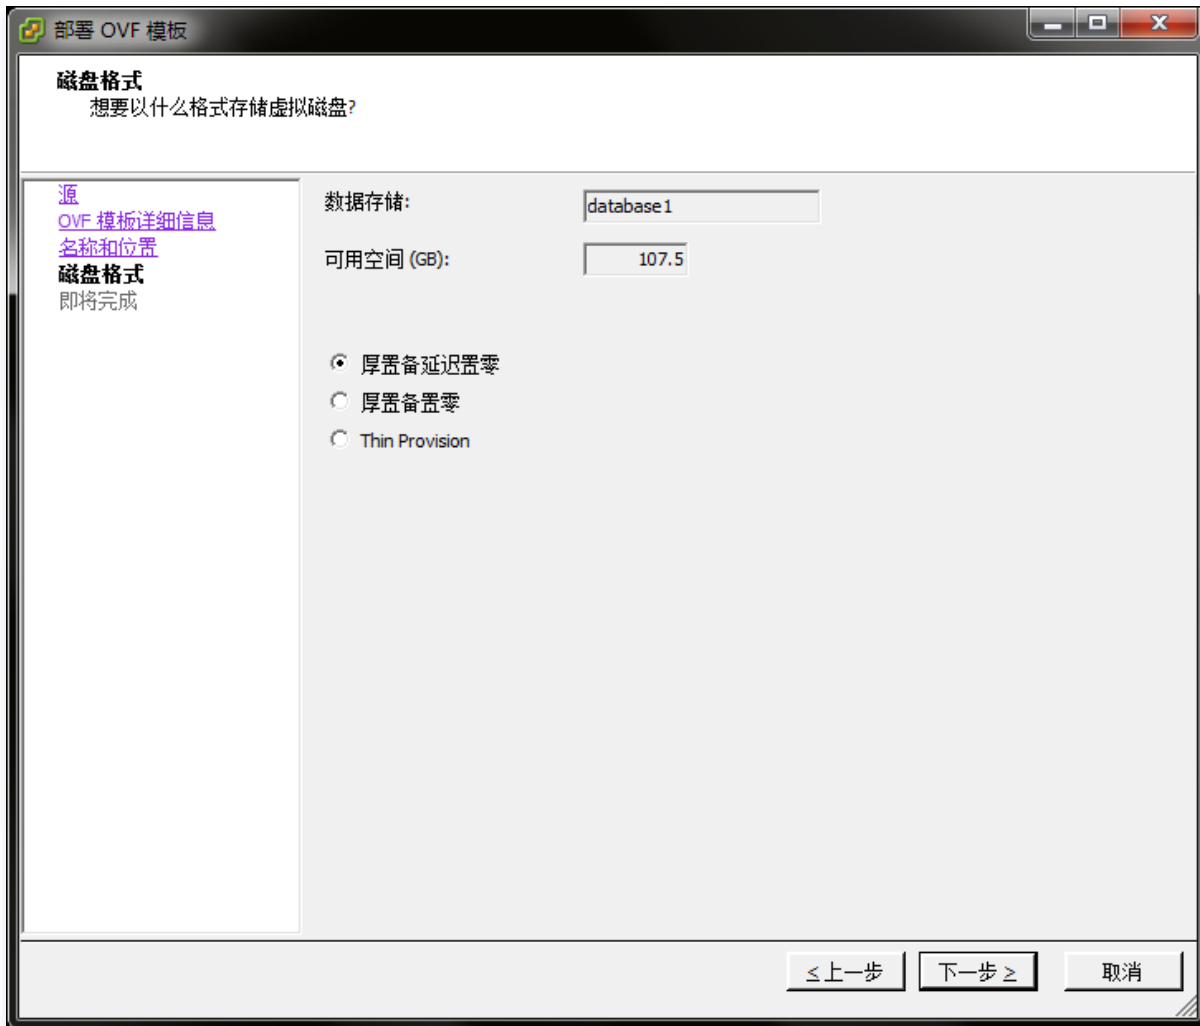 部署 OVF 模板
磁盘格式
想要以什么格式存储虚拟磁盘?
源
OVF 模板详细信息
名称和位置
磁盘格式
即将完成
数据存储:
database1
可用空间 (GB):
107.5
厚置备延迟置零
厚置备置零
Thin Provision
≤上一步
下一步 ≥
取消